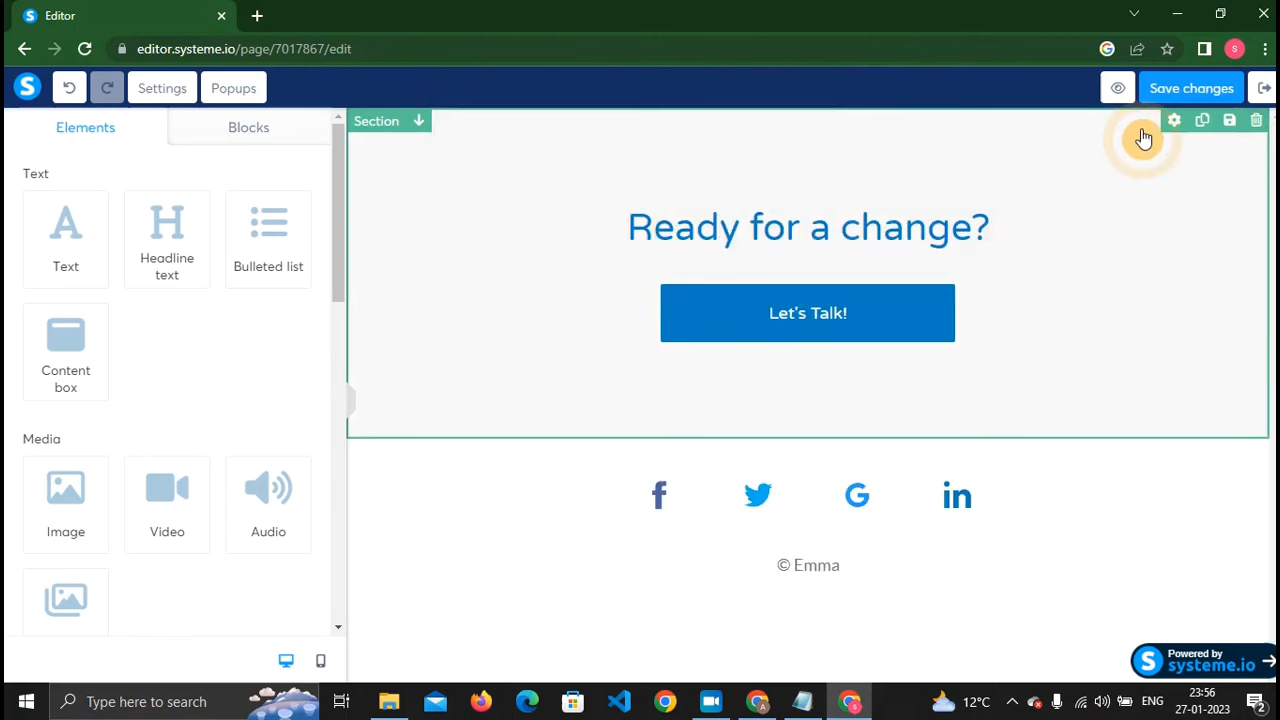 Editor
editor.systeme.io/page/7017867/edit
S
S
Settings
Popups
Save changes
Elements
Blocks
Section
Text
Ready for a change?
A
H
Text
Headline
text
Bulleted list
Let's Talk!
Content
box
Media
f
G
in
Image
Video
Audio
© Emma
Powered by
S systeme.io
Type here to search
12°C
ENG
23:56
27-01-2023
2